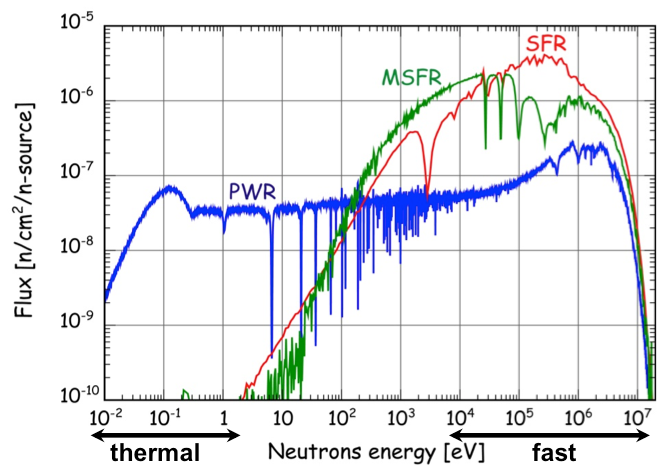 10⁻⁵
SFR
MSFR
10⁻⁶
10⁻⁷
PWR
10⁻⁸
10⁻⁹
10⁻¹⁰
Flux [n/cm²/n-source]
10⁻² 10⁻¹ 1 10 10² 10³ 10⁴ 10⁵ 10⁶ 10⁷
thermal Neutrons energy [eV] fast